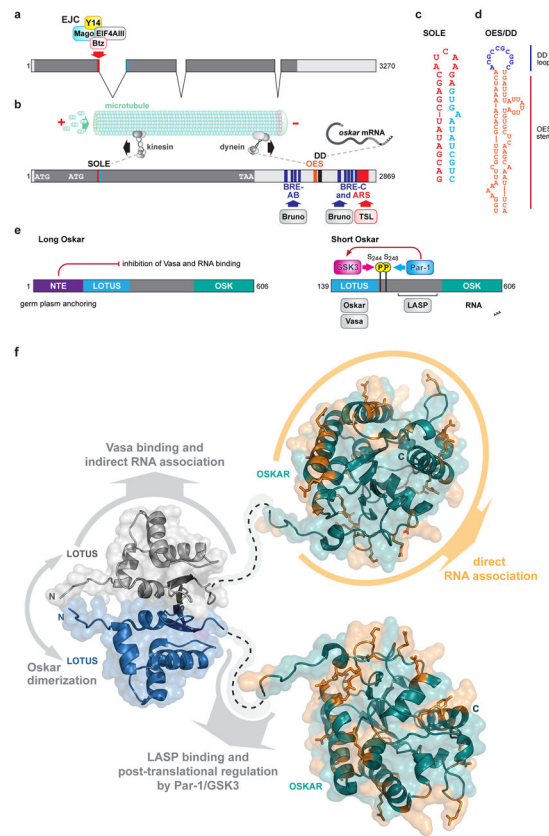 a
EJC
Y14
Mago EIF4AIII
Btz
1
3270
b
microtubule
+
–
kinesin
dynein
oskar mRNA
SOLE
DD
OES
1
ATG
ATG
TAA
2869
BRE-AB
BRE-C
and ARS
Bruno
Bruno
TSL
c
SOLE
d
OES/DD
DD
loop
OES
stem
e
Long Oskar
inhibition of Vasa and RNA binding
1
NTE
LOTUS
OSK
606
germ plasm anchoring
Short Oskar
S244 S248
GSK3
P
P
Par-1
139
LOTUS
OSK
606
Oskar
Vasa
LASP
RNA
f
Vasa binding and
indirect RNA association
LOTUS
N
N
LOTUS
Oskar
dimerization
OSKAR
C
direct
RNA association
LASP binding and
post-translational regulation
by Par-1/GSK3
OSKAR
C